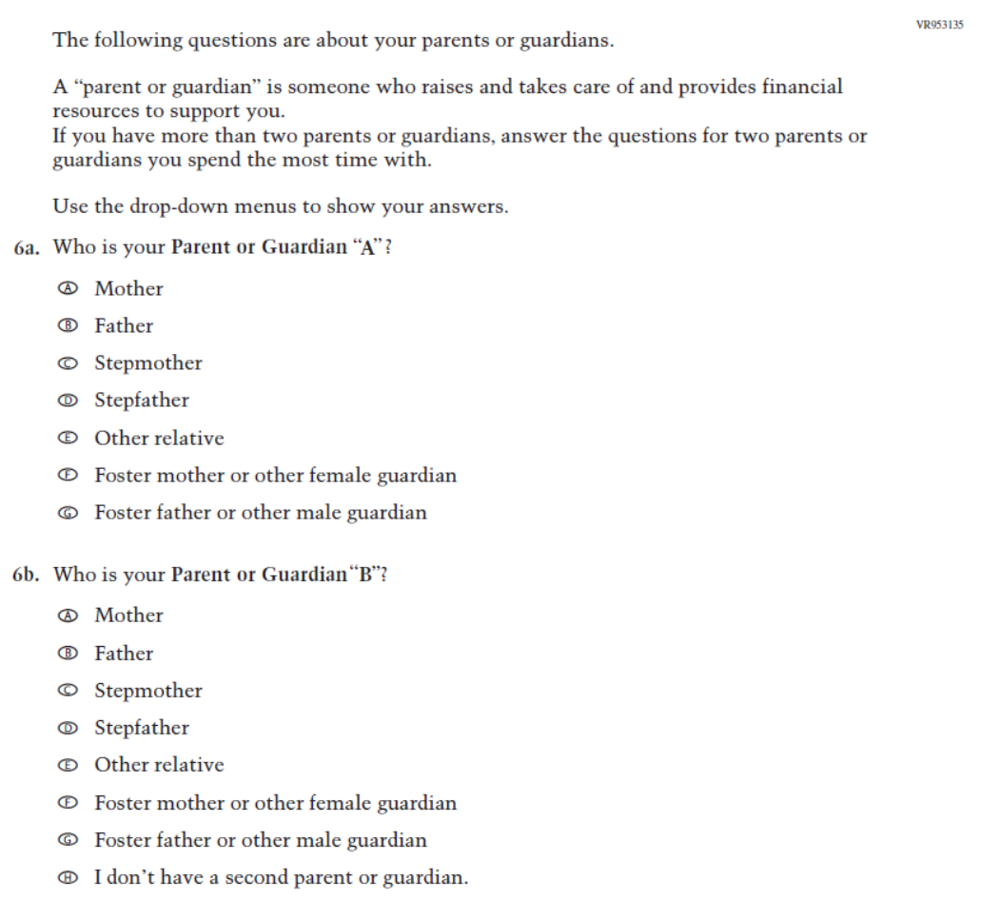 VR953135
The following questions are about your parents or guardians.
A “parent or guardian” is someone who raises and takes care of and provides financial
resources to support you.
If you have more than two parents or guardians, answer the questions for two parents or
guardians you spend the most time with.
Use the drop-down menus to show your answers.
6a. Who is your Parent or Guardian “A”?
A Mother
B Father
C Stepmother
D Stepfather
E Other relative
F Foster mother or other female guardian
G Foster father or other male guardian
6b. Who is your Parent or Guardian“B”?
A Mother
B Father
C Stepmother
D Stepfather
E Other relative
F Foster mother or other female guardian
G Foster father or other male guardian
H I don’t have a second parent or guardian.